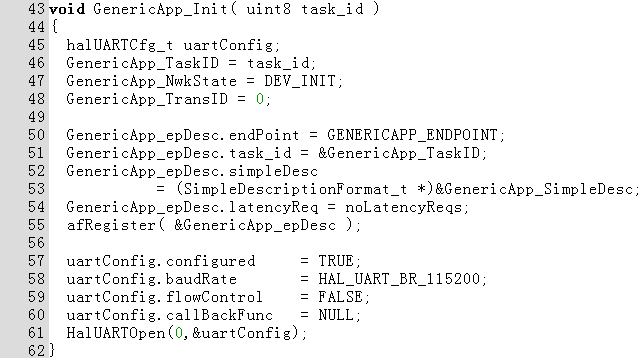 43 void GenericApp_Init( uint8 task_id )
44 {
45   halUARTCfg_t uartConfig;
46   GenericApp_TaskID = task_id;
47   GenericApp_NwkState = DEV_INIT;
48   GenericApp_TransID = 0;
49
50   GenericApp_epDesc.endPoint = GENERICAPP_ENDPOINT;
51   GenericApp_epDesc.task_id = &GenericApp_TaskID;
52   GenericApp_epDesc.simpleDesc
53             = (SimpleDescriptionFormat_t *)&GenericApp_SimpleDesc;
54   GenericApp_epDesc.latencyReq = noLatencyReqs;
55   afRegister( &GenericApp_epDesc );
56
57   uartConfig.configured     = TRUE;
58   uartConfig.baudRate       = HAL_UART_BR_115200;
59   uartConfig.flowControl    = FALSE;
60   uartConfig.callBackFunc   = NULL;
61   HalUARTOpen(0,&uartConfig);
62 }